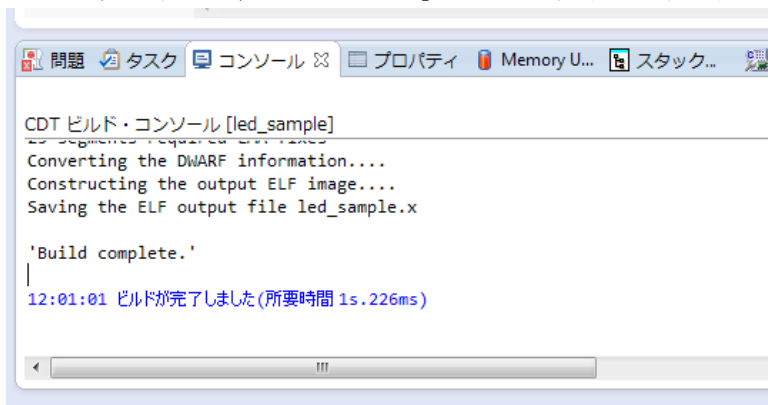 問題 タスク コンソール プロパティ Memory U... スタック...
CDT ビルド・コンソール [led_sample]
Converting the DWARF information....
Constructing the output ELF image....
Saving the ELF output file led_sample.x
'Build complete.'
12:01:01 ビルドが完了しました(所要時間 1s.226ms)